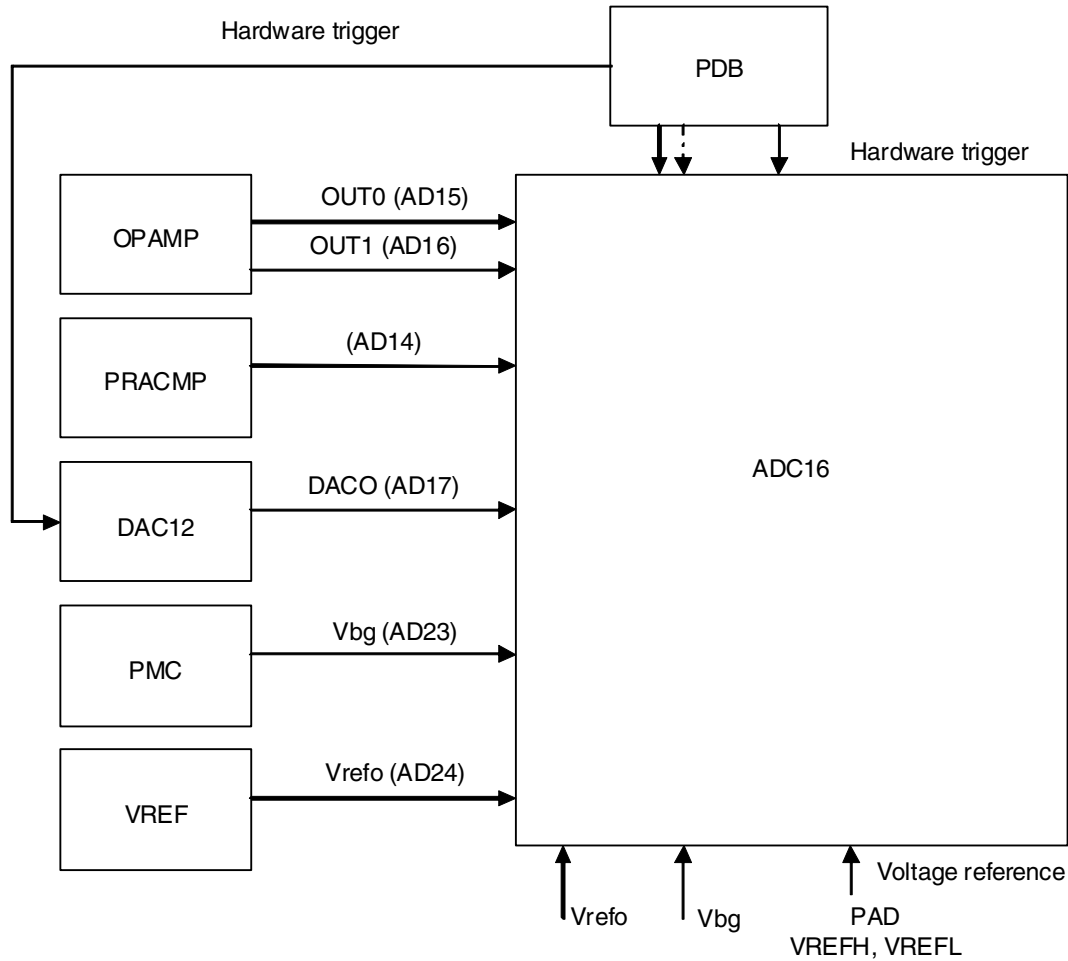 Hardware trigger
PDB
Hardware trigger
OPAMP
OUT0 (AD15)
OUT1 (AD16)
PRACMP
(AD14)
ADC16
DAC12
DACO (AD17)
PMC
Vbg (AD23)
VREF
Vrefo (AD24)
Voltage reference
Vrefo
Vbg
PAD
VREFH, VREFL